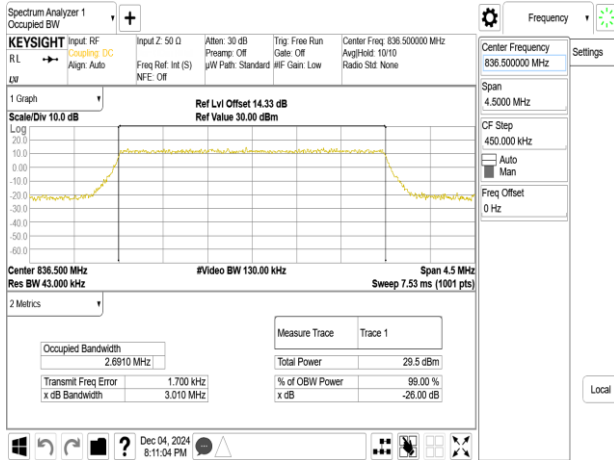 Spectrum Analyzer 1
Occupied BW
▼
+
Frequency
▼
KEYSIGHT
RL
LXI
Input: RF
Coupling: DC
Align: Auto
Input Z: 50 Ω
Freq Ref: Int (S)
NFE: Off
Atten: 30 dB
Preamp: Off
µW Path: Standard
Trig: Free Run
Gate: Off
#IF Gain: Low
Center Freq: 836.500000 MHz
Avg|Hold: 10/10
Radio Std: None
Center Frequency
836.500000 MHz
Settings
Span
4.5000 MHz
CF Step
450.000 kHz
Auto
Man
Freq Offset
0 Hz
Local
1 Graph
▼
Scale/Div 10.0 dB
Ref Lvl Offset 14.33 dB
Ref Value 30.00 dBm
Log
20.0
10.0
0.00
-10.0
-20.0
-30.0
-40.0
-50.0
-60.0
Center 836.500 MHz
#Video BW 130.00 kHz
Span 4.5 MHz
Res BW 43.000 kHz
Sweep 7.53 ms (1001 pts)
2 Metrics
▼
Measure Trace
Trace 1
Occupied Bandwidth
2.6910 MHz
Total Power
29.5 dBm
Transmit Freq Error
1.700 kHz
% of OBW Power
99.00 %
x dB Bandwidth
3.010 MHz
x dB
-26.00 dB
?
Dec 04, 2024
8:11:04 PM